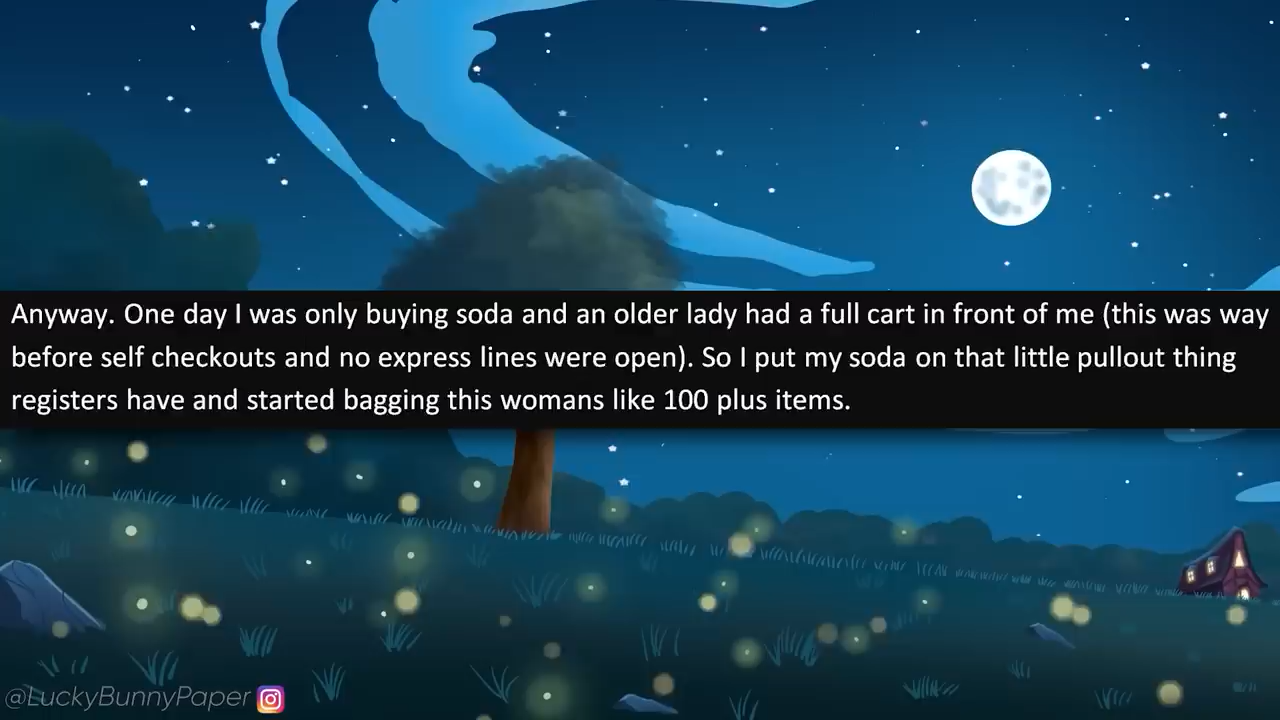 Anyway. One day I was only buying soda and an older lady had a full cart in front of me (this was way
before self checkouts and no express lines were open). So I put my soda on that little pullout thing
registers have and started bagging this womans like 100 plus items.
@LuckyBunnyPaper